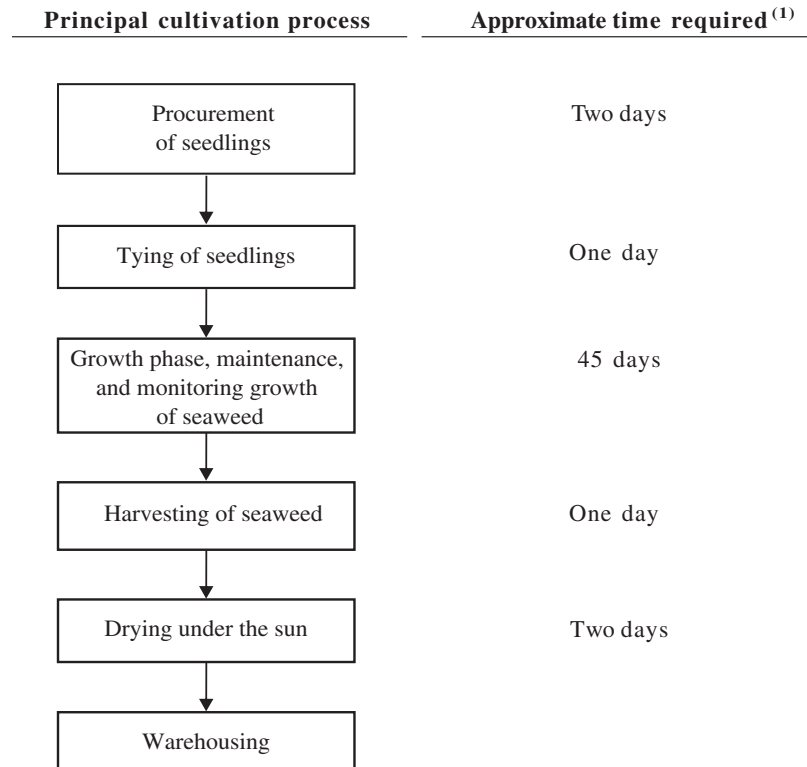 Principal cultivation process
Approximate time required(1)
Procurement
of seedlings
Two days
Tying of seedlings
One day
Growth phase, maintenance,
and monitoring growth
of seaweed
45 days
Harvesting of seaweed
One day
Drying under the sun
Two days
Warehousing